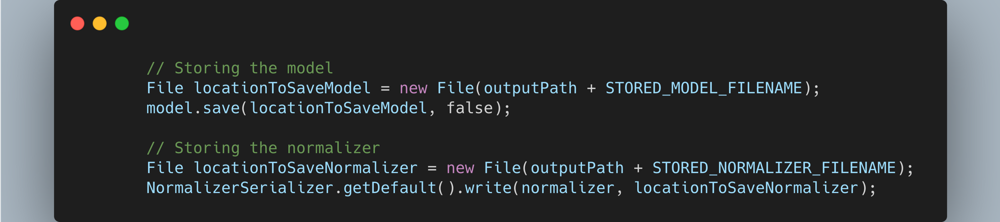 // Storing the model
File locationToSaveModel = new File(outputPath + STORED_MODEL_FILENAME);
model.save(locationToSaveModel, false);
// Storing the normalizer
File locationToSaveNormalizer = new File(outputPath + STORED_NORMALIZER_FILENAME);
NormalizerSerializer.getDefault().write(normalizer, locationToSaveNormalizer);